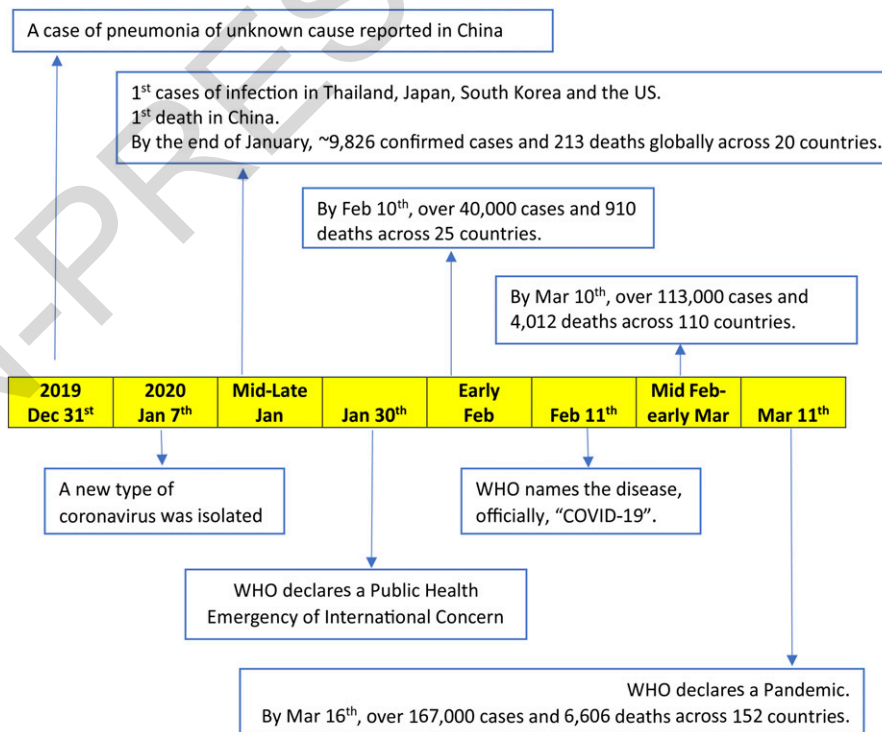 A case of pneumonia of unknown cause reported in China
1st cases of infection in Thailand, Japan, South Korea and the US.
1st death in China.
By the end of January, ~9,826 confirmed cases and 213 deaths globally across 20 countries.
By Feb 10th, over 40,000 cases and 910
deaths across 25 countries.
By Mar 10th, over 113,000 cases and
4,012 deaths across 110 countries.
2019
Dec 31st
2020
Jan 7th
Mid-Late
Jan
Jan 30th
Early
Feb
Feb 11th
Mid Feb-
early Mar
Mar 11th
A new type of
coronavirus was isolated
WHO names the disease,
officially, “COVID-19”.
WHO declares a Public Health
Emergency of International Concern
WHO declares a Pandemic.
By Mar 16th, over 167,000 cases and 6,606 deaths across 152 countries.